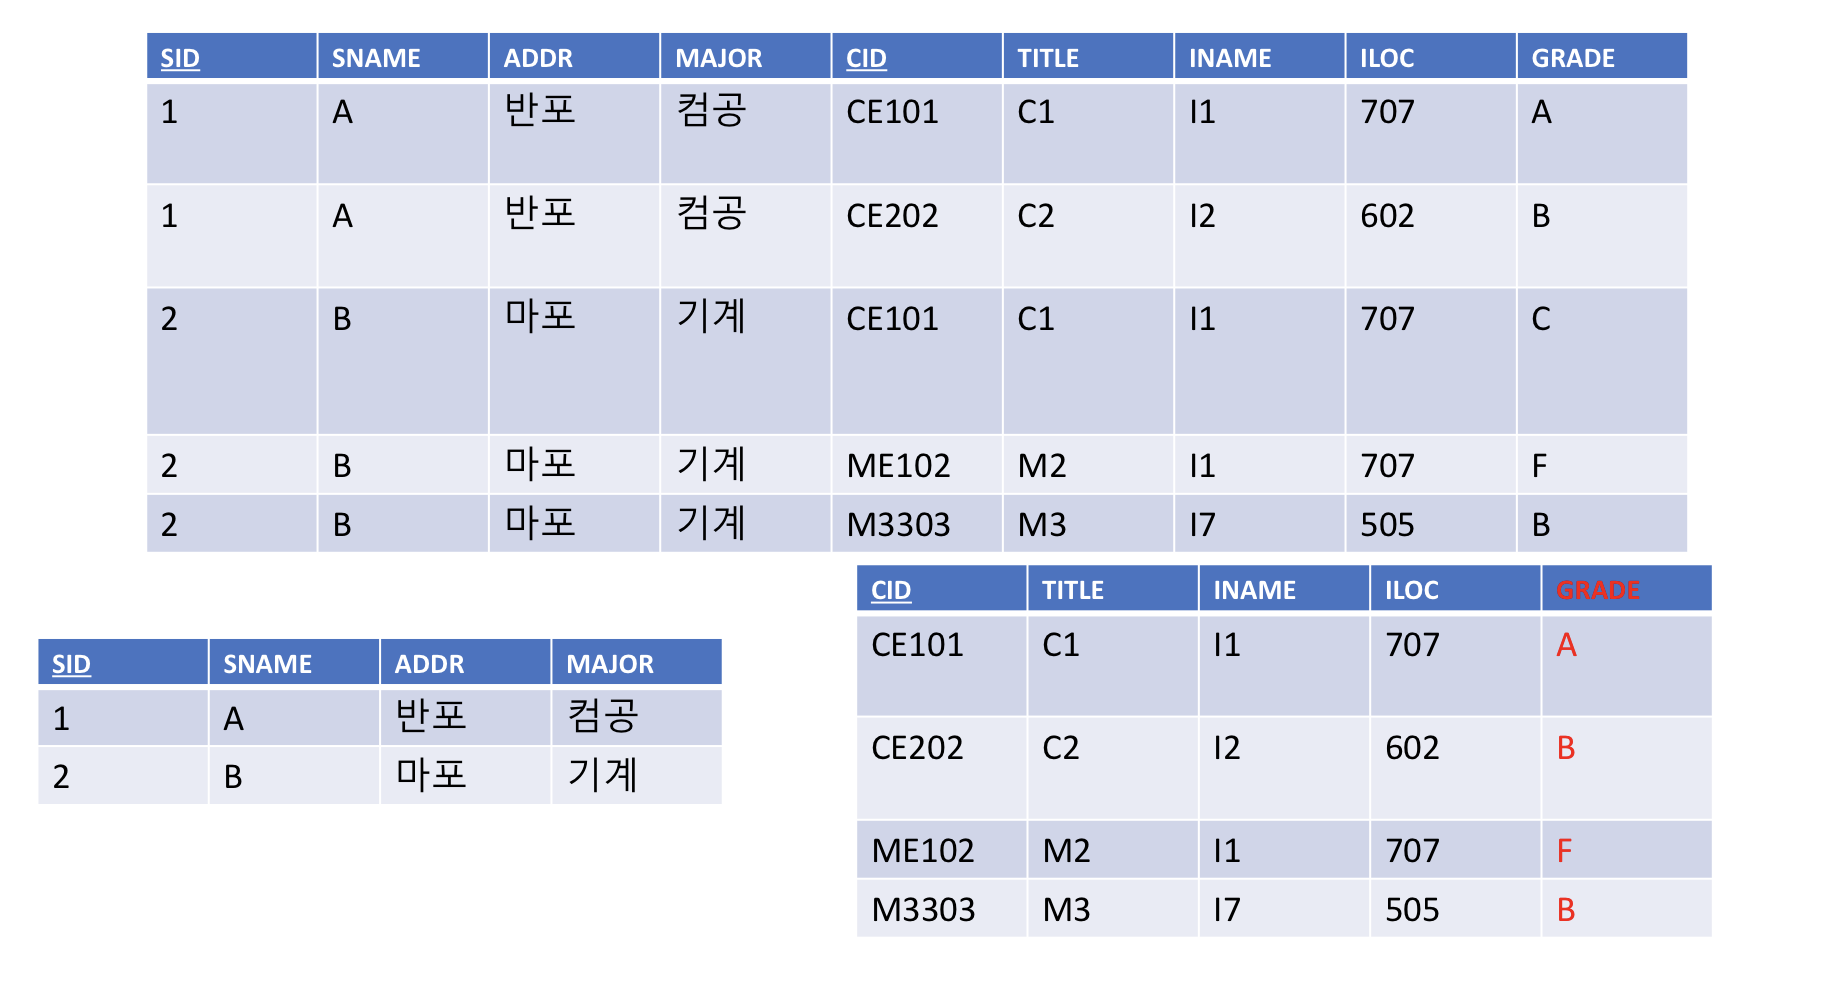 SID SNAME ADDR MAJOR CID TITLE INAME ILOC GRADE
1 A 반포 컴공 CE101 C1 I1 707 A
1 A 반포 컴공 CE202 C2 I2 602 B
2 B 마포 기계 CE101 C1 I1 707 C
2 B 마포 기계 ME102 M2 I1 707 F
2 B 마포 기계 M3303 M3 I7 505 B
SID SNAME ADDR MAJOR
1 A 반포 컴공
2 B 마포 기계
CID TITLE INAME ILOC GRADE
CE101 C1 I1 707 A
CE202 C2 I2 602 B
ME102 M2 I1 707 F
M3303 M3 I7 505 B